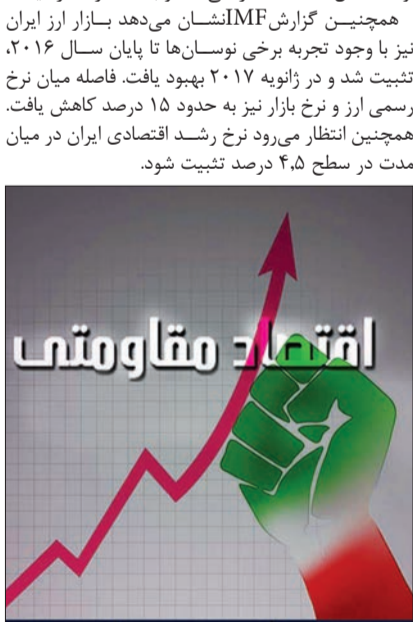 همچنین گزارش IMF نشان می‌دهد بازار ارز ایران
نیز با وجود تجربه برخی نوسان‌ها تا پایان سال ۲۰۱۶،
تثبیت شد و در ژانویه ۲۰۱۷ بهبود یافت. فاصله میان نرخ
رسمی ارز و نرخ بازار نیز به حدود ۱۵ درصد کاهش یافت.
همچنین انتظار می‌رود نرخ رشد اقتصادی ایران در میان
مدت در سطح ۴,۵ درصد تثبیت شود.
اقتصاد مقاومتی